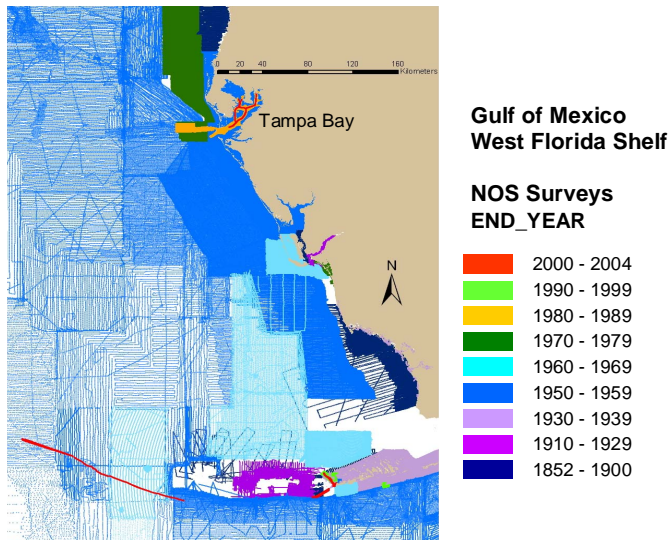 0 20 40 80 120 160
Kilometers
Tampa Bay
N
Gulf of Mexico
West Florida Shelf
NOS Surveys
END_YEAR
2000 - 2004
1990 - 1999
1980 - 1989
1970 - 1979
1960 - 1969
1950 - 1959
1930 - 1939
1910 - 1929
1852 - 1900